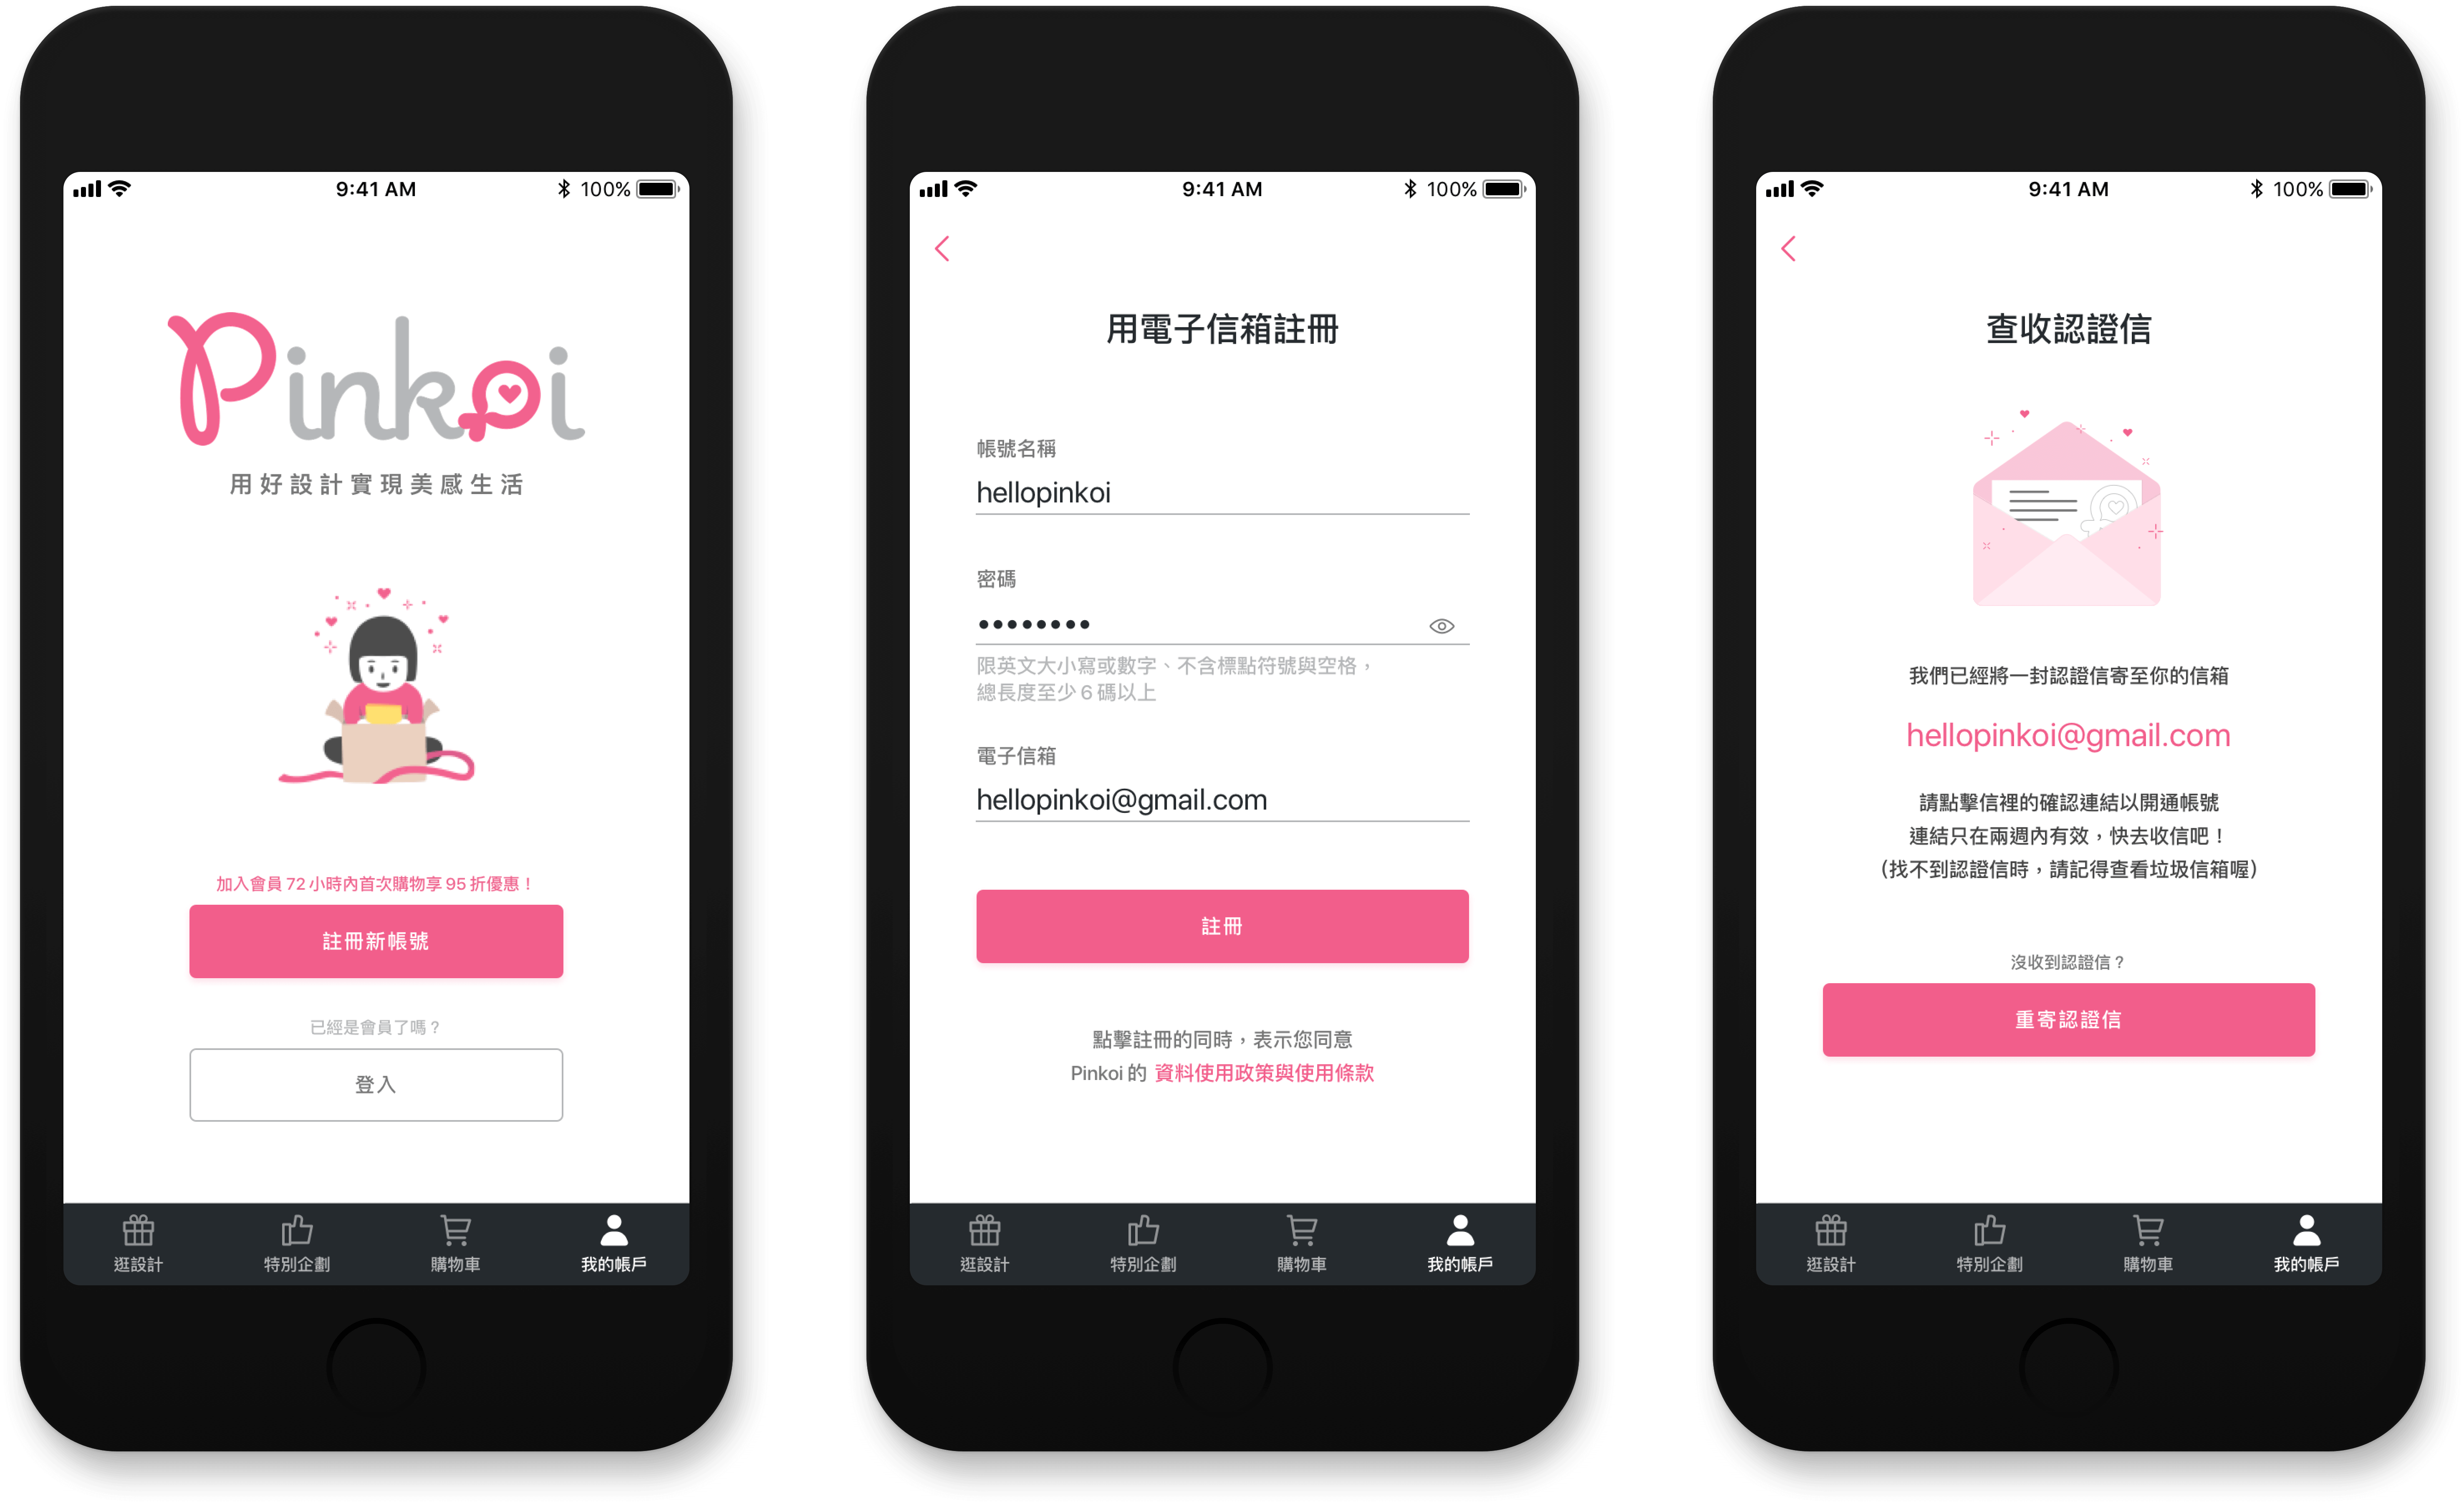 9:41 AM
100%
Pinkoi
用好設計實現美感生活
加入會員 72 小時內首次購物享 95 折優惠！
註冊新帳號
已經是會員了嗎？
登入
逛設計
特別企劃
購物車
我的帳戶
9:41 AM
100%
用電子信箱註冊
帳號名稱
hellopinkoi
密碼
••••••••
限英文大小寫或數字、不含標點符號與空格，
總長度至少 6 碼以上
電子信箱
hellopinkoi@gmail.com
註冊
點擊註冊的同時，表示您同意
Pinkoi 的 資料使用政策與使用條款
逛設計
特別企劃
購物車
我的帳戶
9:41 AM
100%
查收認證信
我們已經將一封認證信寄至你的信箱
hellopinkoi@gmail.com
請點擊信裡的確認連結以開通帳號
連結只在兩週內有效，快去收信吧！
（找不到認證信時，請記得查看垃圾信箱喔）
沒收到認證信？
重寄認證信
逛設計
特別企劃
購物車
我的帳戶